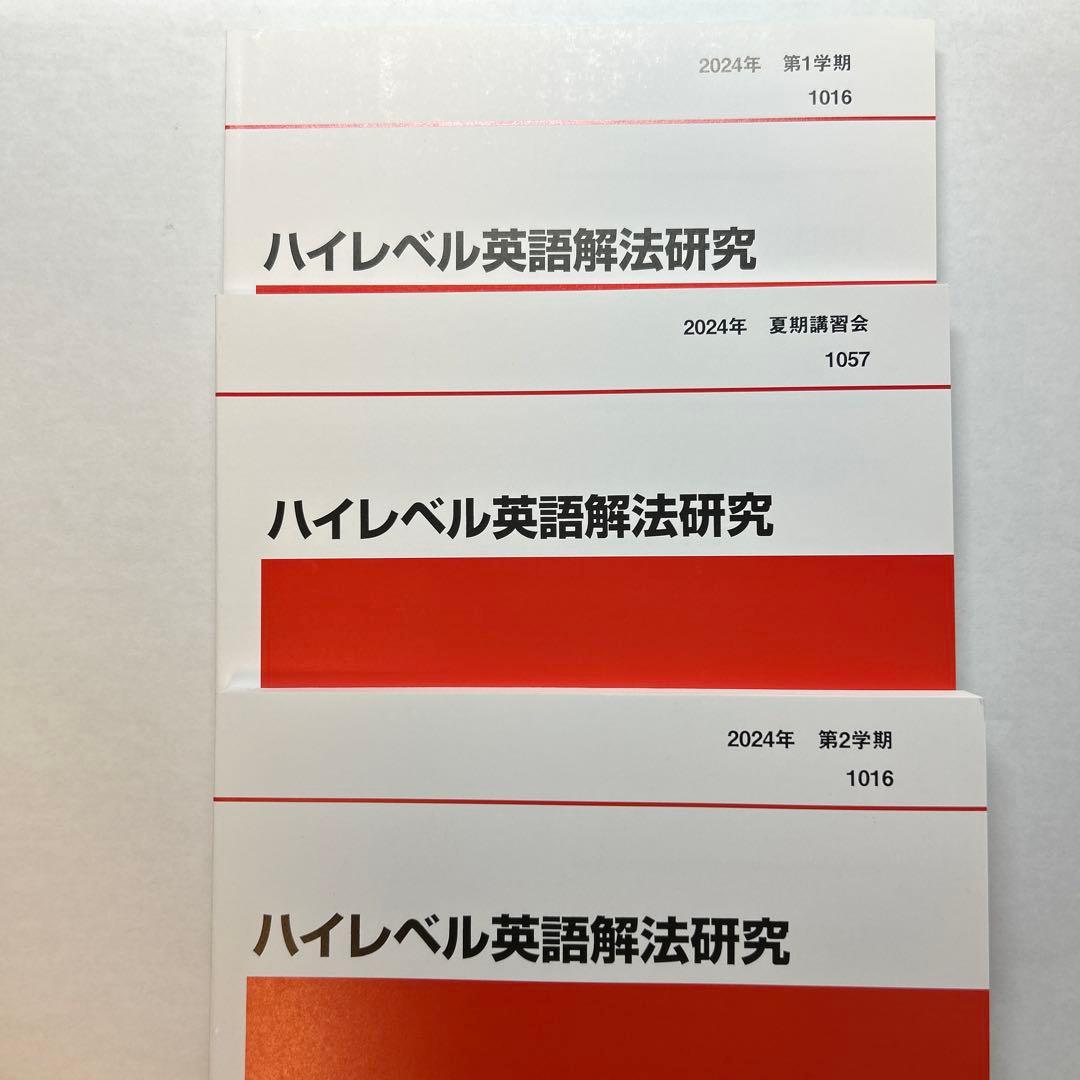 2024年 第1学期
1016
ハイレベル英語解法研究
2024年 夏期講習会
1057
ハイレベル英語解法研究
2024年 第2学期
1016
ハイレベル英語解法研究